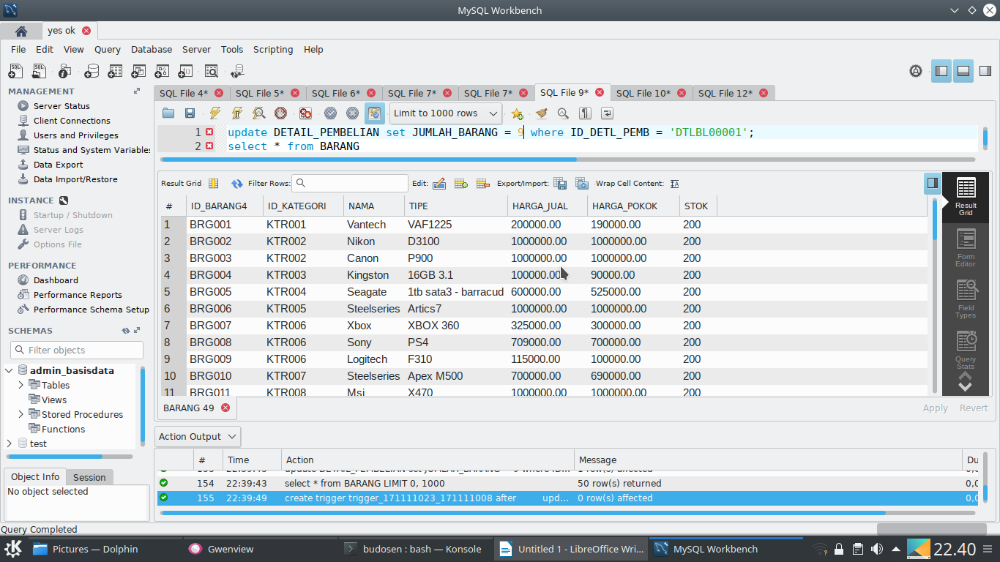 MySQL Workbench
yes ok
File Edit View Query Database Server Tools Scripting Help
MANAGEMENT
Server Status
Client Connections
Users and Privileges
Status and System Variables
Data Export
Data Import/Restore
INSTANCE
Startup / Shutdown
Server Logs
Options File
PERFORMANCE
Dashboard
Performance Reports
Performance Schema Setup
SCHEMAS
Filter objects
admin_basisdata
Tables
Views
Stored Procedures
Functions
test
Object Info Session
No object selected
SQL File 4* SQL File 5* SQL File 6* SQL File 7* SQL File 7* SQL File 9* SQL File 10* SQL File 12*
Limit to 1000 rows
1 update DETAIL_PEMBELIAN set JUMLAH_BARANG = 9 where ID_DETL_PEMB = 'DTLBL00001';
2 select * from BARANG
Result Grid Filter Rows: Edit: Export/Import: Wrap Cell Content:
# ID_BARANG4 ID_KATEGORI NAMA TIPE HARGA_JUAL HARGA_POKOK STOK
1 BRG001 KTR001 Vantech VAF1225 200000.00 190000.00 200
2 BRG002 KTR002 Nikon D3100 1000000.00 1000000.00 200
3 BRG003 KTR002 Canon P900 1000000.00 1000000.00 200
4 BRG004 KTR003 Kingston 16GB 3.1 100000.00 90000.00 200
5 BRG005 KTR004 Seagate 1tb sata3 - barracud 600000.00 525000.00 200
6 BRG006 KTR005 Steelseries Artics7 1000000.00 1000000.00 200
7 BRG007 KTR006 Xbox XBOX 360 325000.00 300000.00 200
8 BRG008 KTR006 Sony PS4 709000.00 700000.00 200
9 BRG009 KTR006 Logitech F310 115000.00 100000.00 200
10 BRG010 KTR007 Steelseries Apex M500 700000.00 690000.00 200
11 BRG011 KTR008 Msi X470 1000000.00 1000000.00 200
Result
Grid
Form
Editor
Field
Types
Query
Stats
BARANG 49
Apply Revert
Action Output
# Time Action Message Du
154 22:39:43 select * from BARANG LIMIT 0, 1000 50 row(s) returned 0,0
155 22:39:49 create trigger trigger_171111023_171111008 after upd... 0 row(s) affected 0,0
Query Completed
Pictures — Dolphin
Gwenview
budosen : bash — Konsole
Untitled 1 - LibreOffice Wri...
MySQL Workbench
22.40